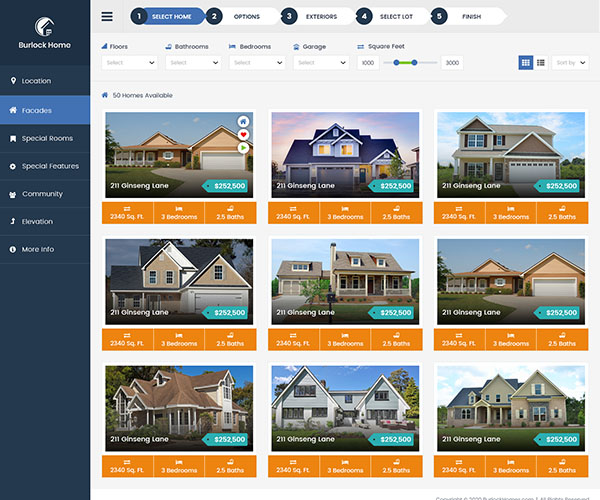 Burlock Home
Location
Facades
Special Rooms
Special Features
Community
Elevation
More Info
1 SELECT HOME 2 OPTIONS 3 EXTERIORS 4 SELECT LOT 5 FINISH
Floors Bathrooms Bedrooms Garage Square Feet
Select Select Select Select 1000 3000 Sort by
50 Homes Available
211 Ginseng Lane $252,500 211 Ginseng Lane $252,500 211 Ginseng Lane $252,500
2340 Sq. Ft. 3 Bedrooms 2.5 Baths 2340 Sq. Ft. 3 Bedrooms 2.5 Baths 2340 Sq. Ft. 3 Bedrooms 2.5 Baths
211 Ginseng Lane $252,500 211 Ginseng Lane $252,500 211 Ginseng Lane $252,500
2340 Sq. Ft. 3 Bedrooms 2.5 Baths 2340 Sq. Ft. 3 Bedrooms 2.5 Baths 2340 Sq. Ft. 3 Bedrooms 2.5 Baths
211 Ginseng Lane $252,500 211 Ginseng Lane $252,500 211 Ginseng Lane $252,500
2340 Sq. Ft. 3 Bedrooms 2.5 Baths 2340 Sq. Ft. 3 Bedrooms 2.5 Baths 2340 Sq. Ft. 3 Bedrooms 2.5 Baths